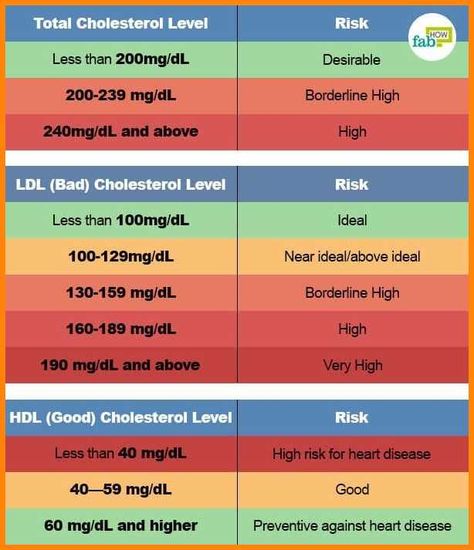 Total Cholesterol Level Risk
fab HOW
Less than 200mg/dL Desirable
200-239 mg/dL Borderline High
240mg/dL and above High
LDL (Bad) Cholesterol Level Risk
Less than 100mg/dL Ideal
100-129mg/dL Near ideal/above ideal
130-159 mg/dL Borderline High
160-189 mg/dL High
190 mg/dL and above Very High
HDL (Good) Cholesterol Level Risk
Less than 40 mg/dL High risk for heart disease
40—59 mg/dL Good
60 mg/dL and higher Preventive against heart disease